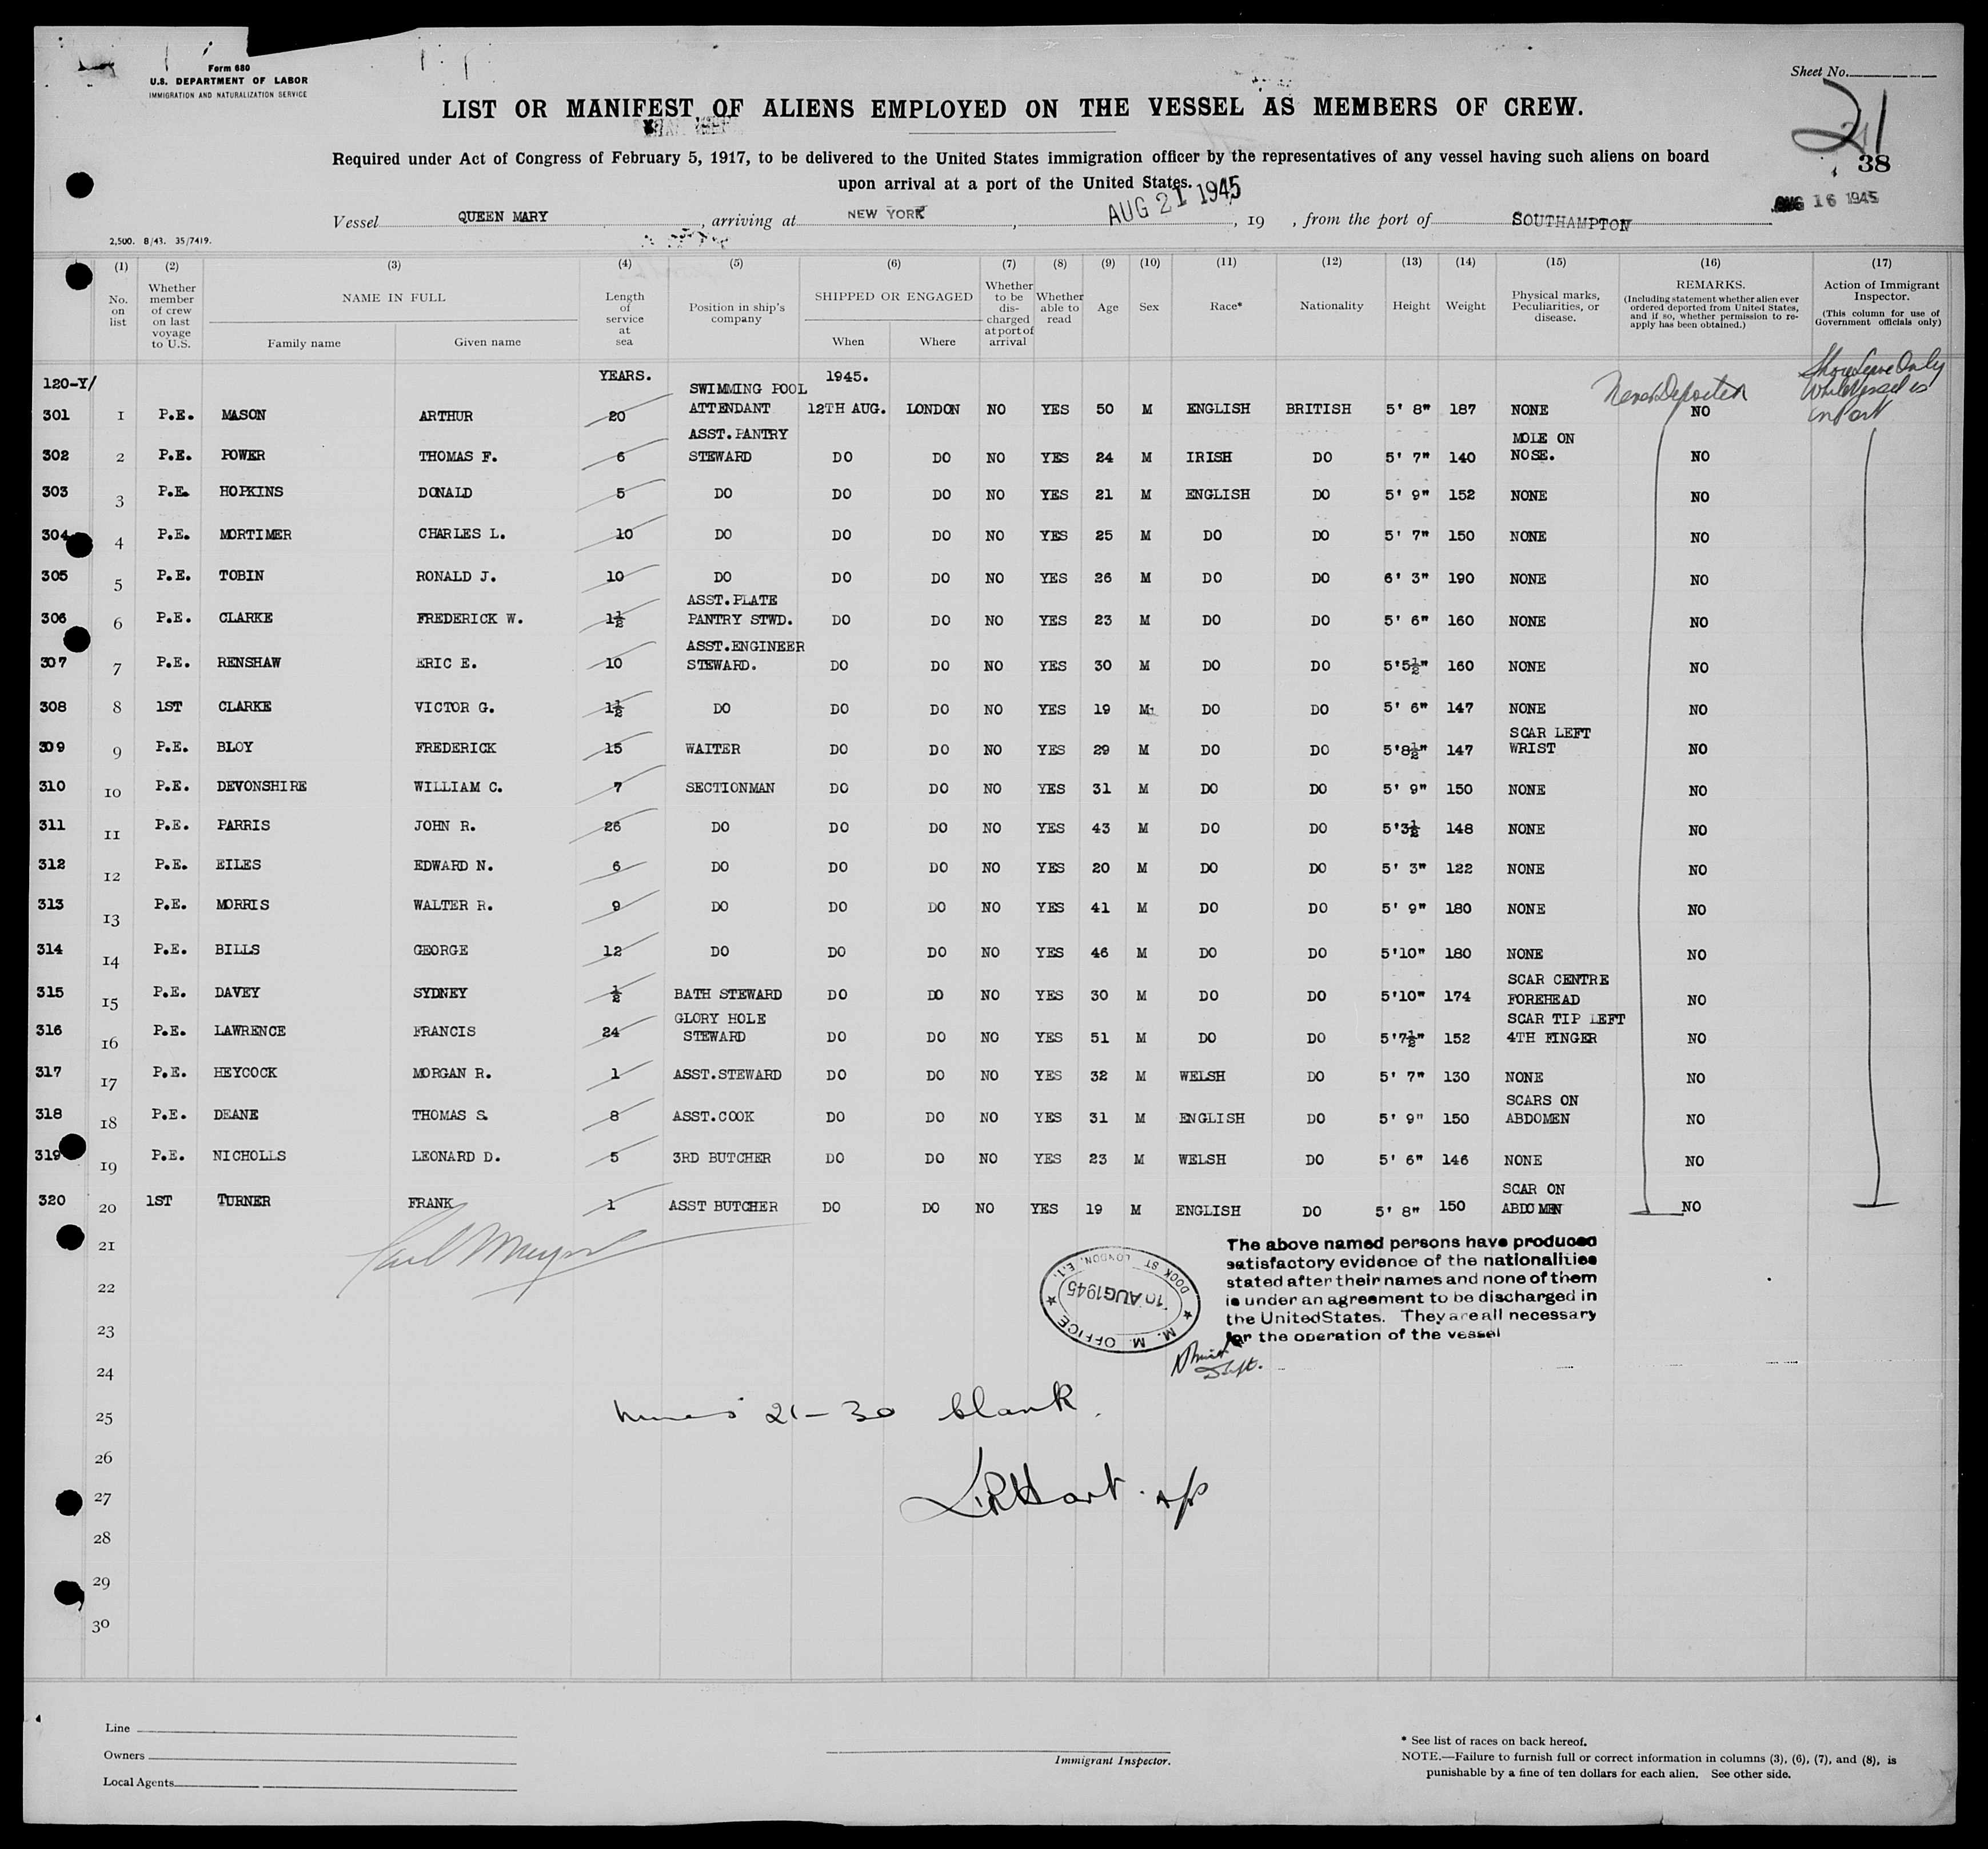 Form 680
U.S. DEPARTMENT OF LABOR
IMMIGRATION AND NATURALIZATION SERVICE
Sheet No.
LIST OR MANIFEST OF ALIENS EMPLOYED ON THE VESSEL AS MEMBERS OF CREW.
21
38
Required under Act of Congress of February 5, 1917, to be delivered to the United States immigration officer by the representatives of any vessel having such aliens on board
upon arrival at a port of the United States.
Vessel QUEEN MARY, arriving at NEW YORK, AUG 21 1945, 19 , from the port of SOUTHAMPTON
AUG 16 1945
2,500. 8/43. 35/7419.
(1) (2) (3) (4) (5) (6) (7) (8) (9) (10) (11) (12) (13) (14) (15) (16) (17)
No. on list
Whether member of crew on last voyage to U.S.
NAME IN FULL
Family name Given name
Length of service at sea
Position in ship's company
SHIPPED OR ENGAGED
When Where
Whether to be discharged at port of arrival
Whether able to read
Age
Sex
Race*
Nationality
Height
Weight
Physical marks, Peculiarities, or disease.
REMARKS.
(Including statement whether alien ever ordered deported from United States, and if so, whether permission to re-apply has been obtained.)
Action of Immigrant Inspector.
(This column for use of Government officials only)
120-Y/ YEARS. 1945.
Never Deported
Shore Leave Only
While Vessel is
in Port
301 1 P.E. MASON ARTHUR 20 SWIMMING POOL ATTENDANT 12TH AUG. LONDON NO YES 50 M ENGLISH BRITISH 5' 8" 187 NONE NO
302 2 P.E. POWER THOMAS F. 6 ASST.PANTRY STEWARD DO DO NO YES 24 M IRISH DO 5' 7" 140 MOLE ON NOSE. NO
303 3 P.E. HOPKINS DONALD 5 DO DO DO NO YES 21 M ENGLISH DO 5' 9" 152 NONE NO
304 4 P.E. MORTIMER CHARLES L. 10 DO DO DO NO YES 25 M DO DO 5' 7" 150 NONE NO
305 5 P.E. TOBIN RONALD J. 10 DO DO DO NO YES 26 M DO DO 6' 3" 190 NONE NO
306 6 P.E. CLARKE FREDERICK W. 1½ ASST.PLATE PANTRY STWD. DO DO NO YES 23 M DO DO 5' 6" 160 NONE NO
307 7 P.E. RENSHAW ERIC E. 10 ASST.ENGINEER STEWARD. DO DO NO YES 30 M DO DO 5'5½" 160 NONE NO
308 8 1ST CLARKE VICTOR G. 1½ DO DO DO NO YES 19 M DO DO 5' 6" 147 NONE NO
309 9 P.E. BLOY FREDERICK 15 WAITER DO DO NO YES 29 M DO DO 5'8½" 147 SCAR LEFT WRIST NO
310 10 P.E. DEVONSHIRE WILLIAM C. 7 SECTIONMAN DO DO NO YES 31 M DO DO 5' 9" 150 NONE NO
311 11 P.E. PARRIS JOHN R. 26 DO DO DO NO YES 43 M DO DO 5'3½ 148 NONE NO
312 12 P.E. EILES EDWARD N. 6 DO DO DO NO YES 20 M DO DO 5' 3" 122 NONE NO
313 13 P.E. MORRIS WALTER R. 9 DO DO DO NO YES 41 M DO DO 5' 9" 180 NONE NO
314 14 P.E. BILLS GEORGE 12 DO DO DO NO YES 46 M DO DO 5'10" 180 NONE NO
315 15 P.E. DAVEY SYDNEY ½ BATH STEWARD DO DO NO YES 30 M DO DO 5'10" 174 SCAR CENTRE FOREHEAD NO
316 16 P.E. LAWRENCE FRANCIS 24 GLORY HOLE STEWARD DO DO NO YES 51 M DO DO 5'7½" 152 SCAR TIP LEFT 4TH FINGER NO
317 17 P.E. HEYCOCK MORGAN R. 1 ASST.STEWARD DO DO NO YES 32 M WELSH DO 5' 7" 130 NONE NO
318 18 P.E. DEANE THOMAS S. 8 ASST.COOK DO DO NO YES 31 M ENGLISH DO 5' 9" 150 SCARS ON ABDOMEN NO
319 19 P.E. NICHOLLS LEONARD D. 5 3RD BUTCHER DO DO NO YES 23 M WELSH DO 5' 6" 146 NONE NO
320 20 1ST TURNER FRANK 1 ASST BUTCHER DO DO NO YES 19 M ENGLISH DO 5' 8" 150 SCAR ON ABDOMEN NO
21
22
23
24
25
26
27
28
29
30
The above named persons have produced
satisfactory evidence of the nationalities
stated after their names and none of them
is under an agreement to be discharged in
the United States. They are all necessary
for the operation of the vessel
M. M. OFFICE
10 AUG 1945
DOCK ST LONDON. E.1.
21-30 blank.
Line
Owners
Local Agents
Immigrant Inspector.
* See list of races on back hereof.
NOTE.—Failure to furnish full or correct information in columns (3), (6), (7), and (8), is
punishable by a fine of ten dollars for each alien. See other side.